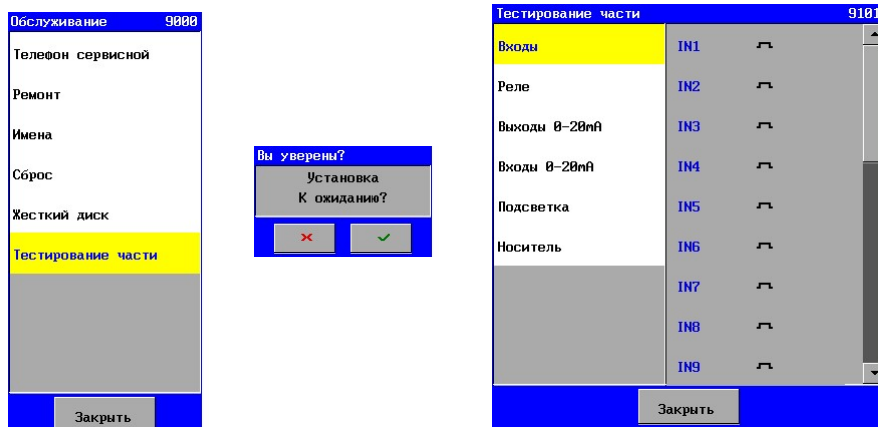 Обслуживание 9000
Телефон сервисной
Ремонт
Имена
Сброс
Жесткий диск
Тестирование части
Закрыть
Вы уверены?
Установка
К ожиданию?
Тестирование части 9101
Входы
Реле
Выходы 0-20mA
Входы 0-20mA
Подсветка
Носитель
IN1
IN2
IN3
IN4
IN5
IN6
IN7
IN8
IN9
Закрыть